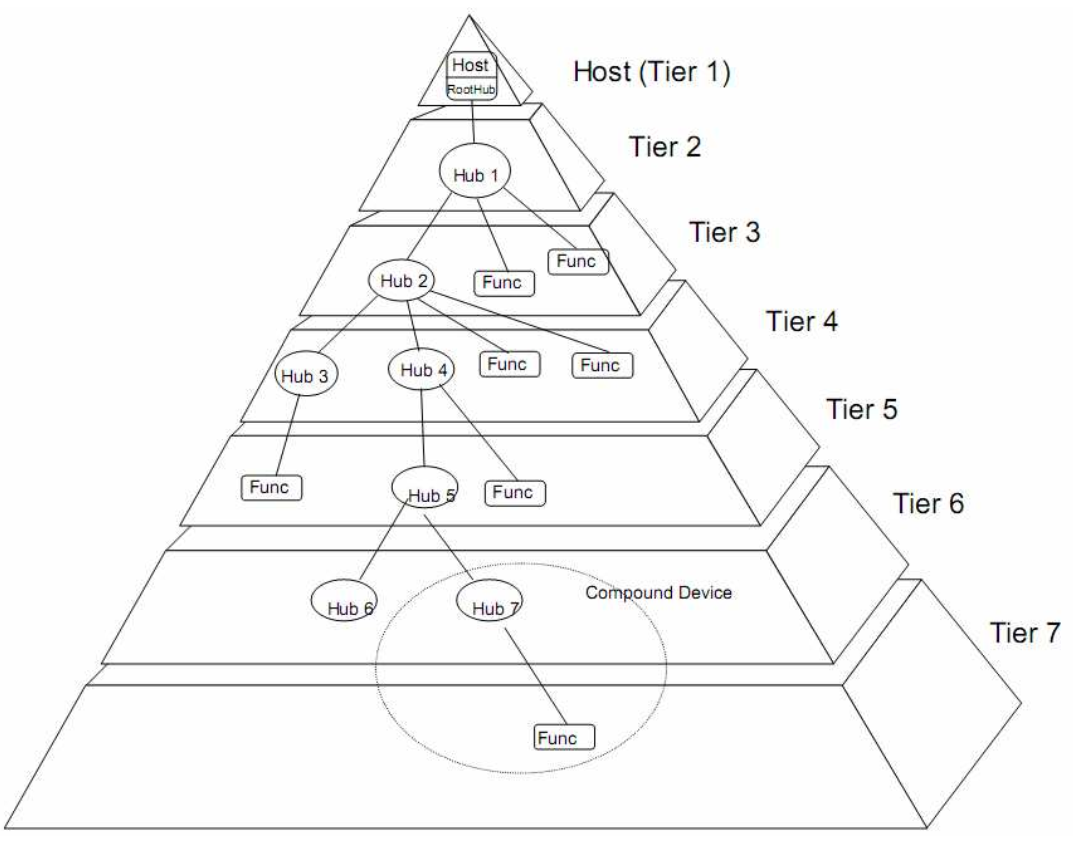 Host
RootHub
Host (Tier 1)
Hub 1
Tier 2
Hub 2
Func
Func
Tier 3
Hub 3
Hub 4
Func
Func
Tier 4
Func
Hub 5
Func
Tier 5
Hub 6
Hub 7
Compound Device
Tier 6
Func
Tier 7